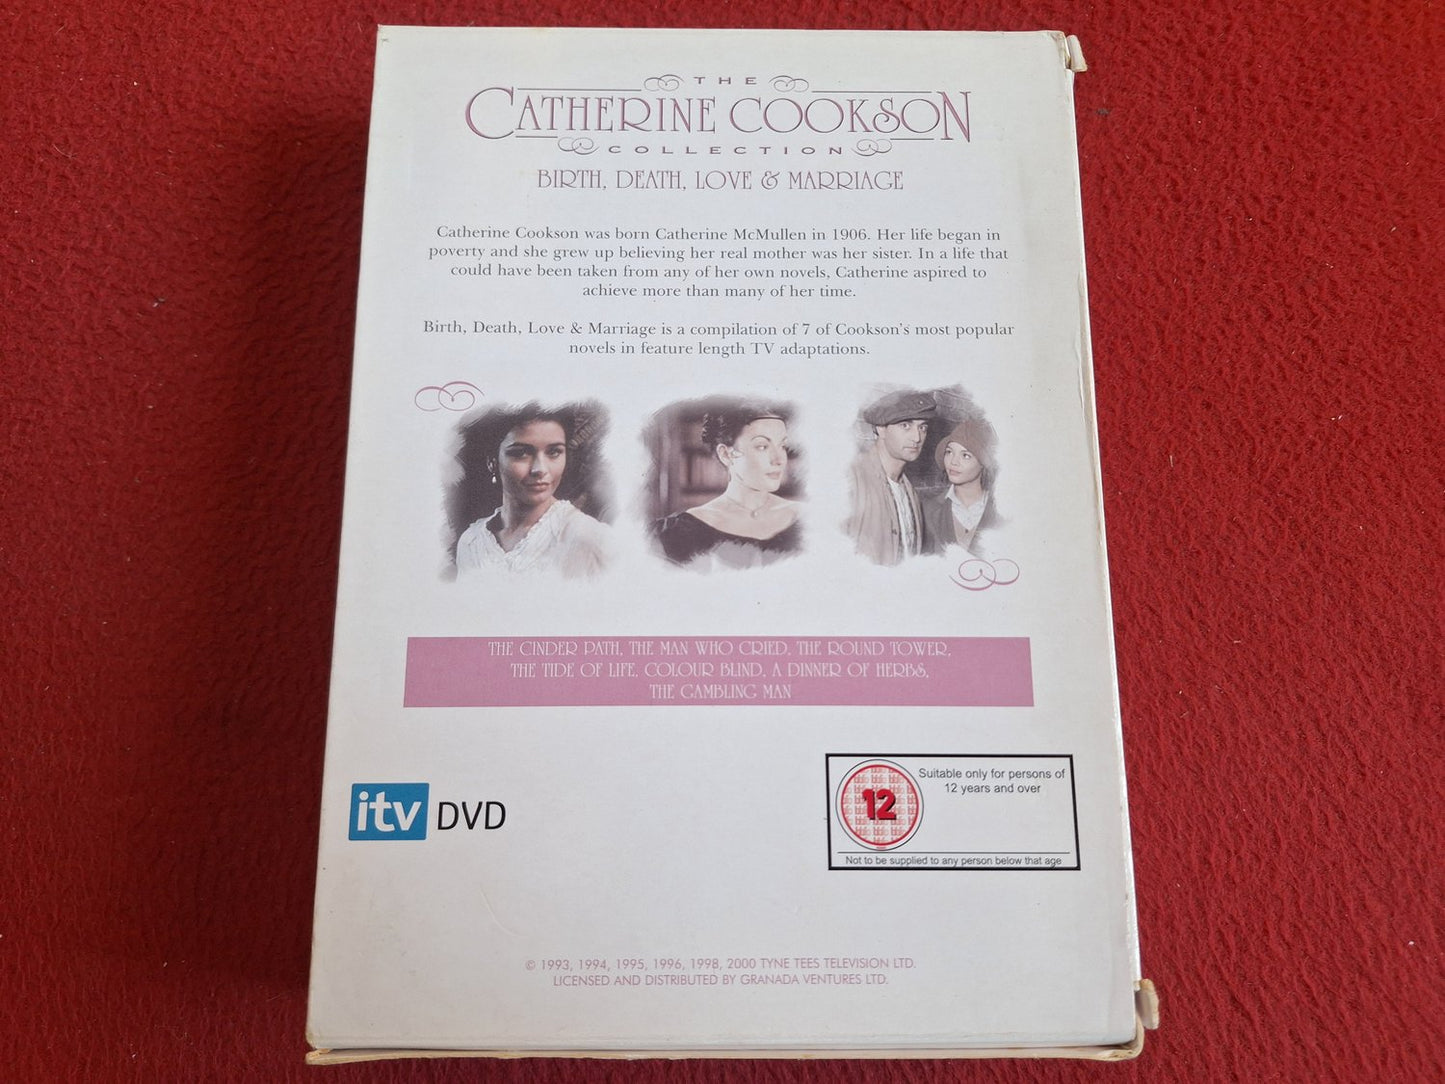 THE
CATHERINE COOKSON
COLLECTION
BIRTH, DEATH, LOVE & MARRIAGE
Catherine Cookson was born Catherine McMullen in 1906. Her life began in
poverty and she grew up believing her real mother was her sister. In a life that
could have been taken from any of her own novels, Catherine aspired to
achieve more than many of her time.
Birth, Death, Love & Marriage is a compilation of 7 of Cookson's most popular
novels in feature length TV adaptations.
THE CINDER PATH, THE MAN WHO CRIED, THE ROUND TOWER,
THE TIDE OF LIFE, COLOUR BLIND, A DINNER OF HERBS,
THE GAMBLING MAN
itv DVD
12
Suitable only for persons of
12 years and over
Not to be supplied to any person below that age
© 1993, 1994, 1995, 1996, 1998, 2000 TYNE TEES TELEVISION LTD.
LICENSED AND DISTRIBUTED BY GRANADA VENTURES LTD.